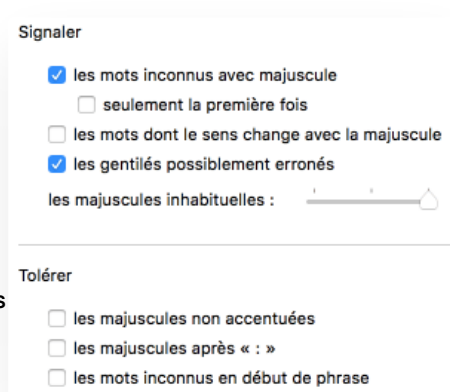 Signaler
les mots inconnus avec majuscule
seulement la première fois
les mots dont le sens change avec la majuscule
les gentilés possiblement erronés
les majuscules inhabituelles :
Tolérer
s
les majuscules non accentuées
les majuscules après « : »
les mots inconnus en début de phrase